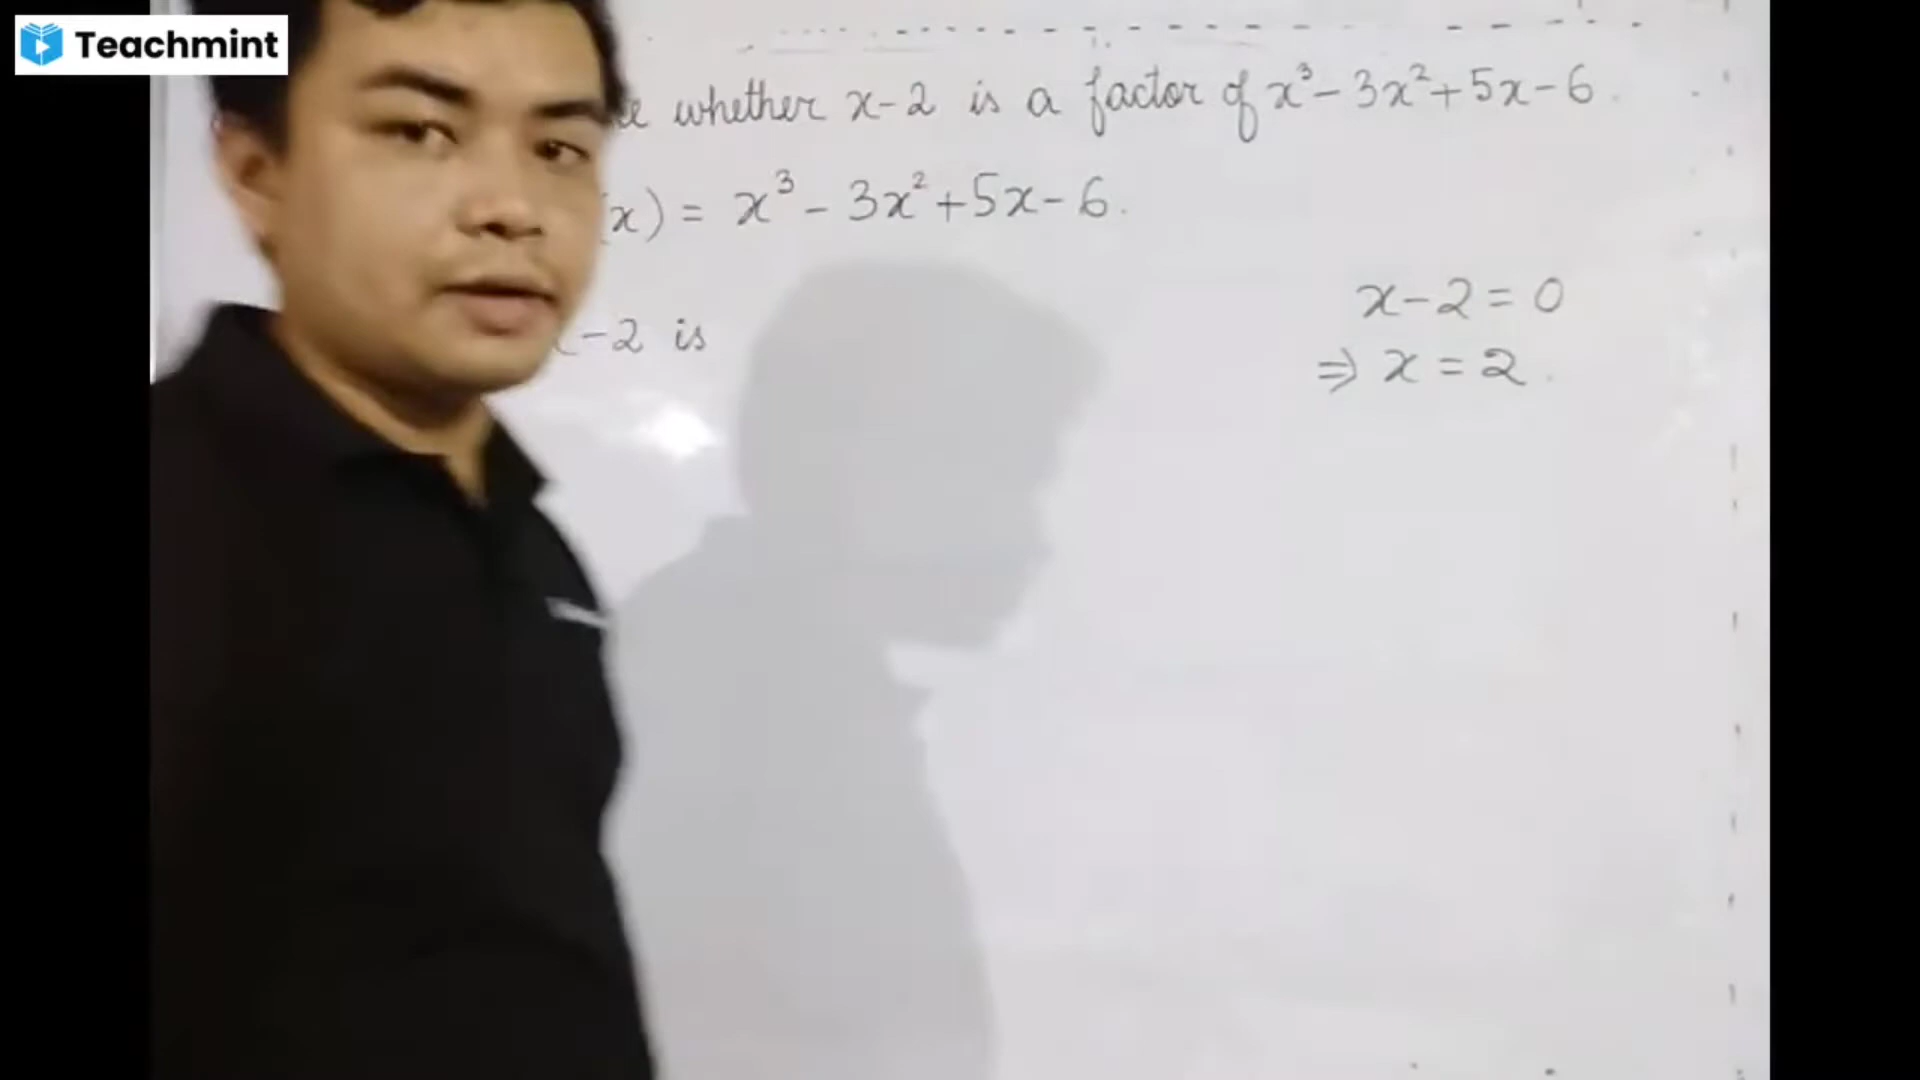 Teachmint
whether x-2 is a factor of x³-3x²+5x-6.
(x) = x³-3x²+5x-6.
-2 is
x-2=0
⇒ x=2.